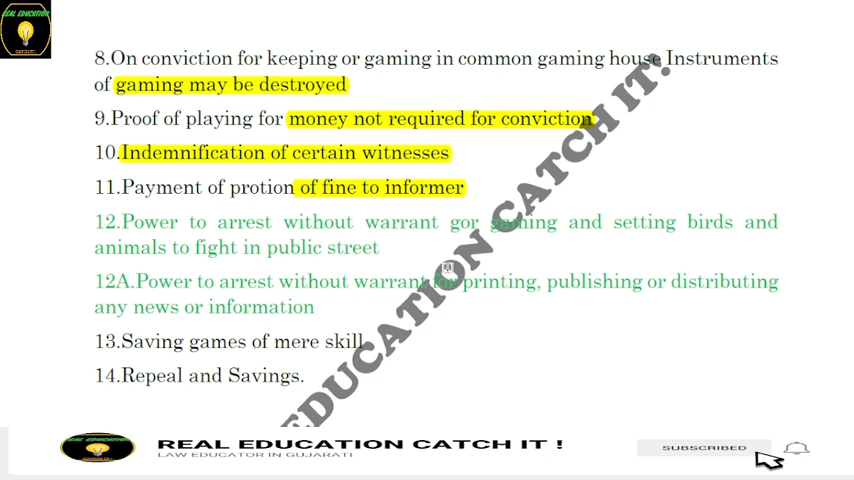 REAL EDUCATION
CATCH IT !
8.On conviction for keeping or gaming in common gaming house Instruments
of gaming may be destroyed
9.Proof of playing for money not required for conviction
10.Indemnification of certain witnesses
11.Payment of protion of fine to informer
12.Power to arrest without warrant gor gaming and setting birds and
animals to fight in public street
12A.Power to arrest without warrant for printing, publishing or distributing
any news or information
13.Saving games of mere skill
14.Repeal and Savings.
EDUCATION CATCH IT!
REAL EDUCATION
REAL EDUCATION CATCH IT !
LAW EDUCATOR IN GUJARATI
SUBSCRIBED